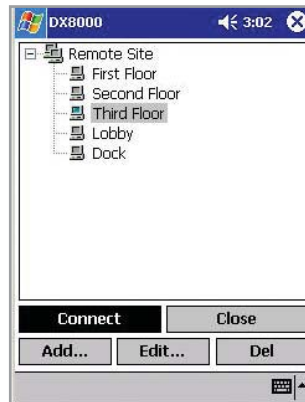 DX8000 3:02
Remote Site
First Floor
Second Floor
Third Floor
Lobby
Dock
Connect Close
Add... Edit... Del